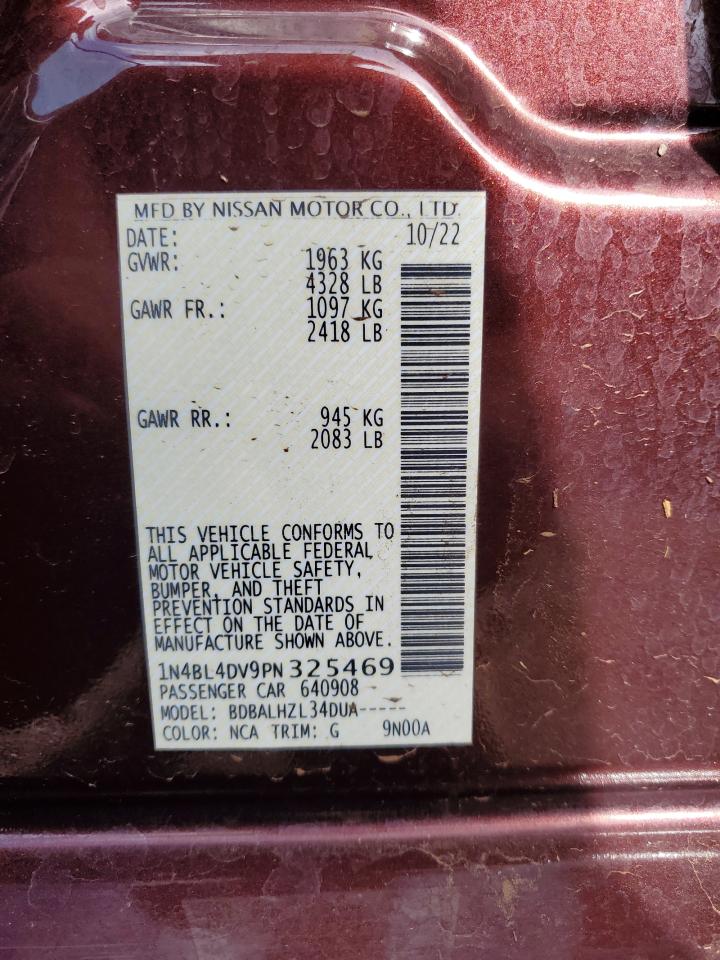 MFD BY NISSAN MOTOR CO., LTD.
DATE: 10/22
GVWR: 1963 KG
4328 LB
GAWR FR.: 1097 KG
2418 LB
GAWR RR.: 945 KG
2083 LB
THIS VEHICLE CONFORMS TO
ALL APPLICABLE FEDERAL
MOTOR VEHICLE SAFETY,
BUMPER, AND THEFT
PREVENTION STANDARDS IN
EFFECT ON THE DATE OF
MANUFACTURE SHOWN ABOVE.
1N4BL4DV9PN325469
PASSENGER CAR 640908
MODEL: BDBALHZL34DUA-----
COLOR: NCA TRIM: G 9N00A